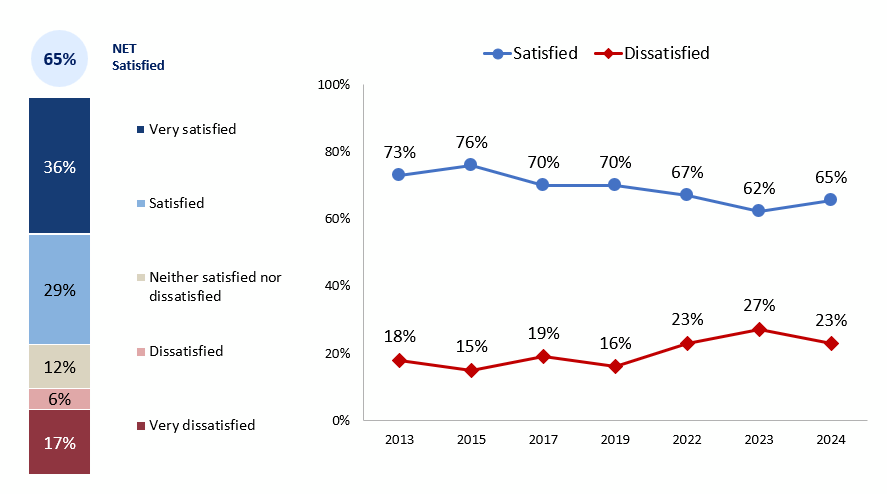 65%
NET
Satisfied
36%
29%
12%
6%
17%
Very satisfied
Satisfied
Neither satisfied nor
dissatisfied
Dissatisfied
Very dissatisfied
Satisfied Dissatisfied
100%
80%
60%
40%
20%
0%
73% 76% 70% 70% 67% 62% 65%
18% 15% 19% 16% 23% 27% 23%
2013 2015 2017 2019 2022 2023 2024